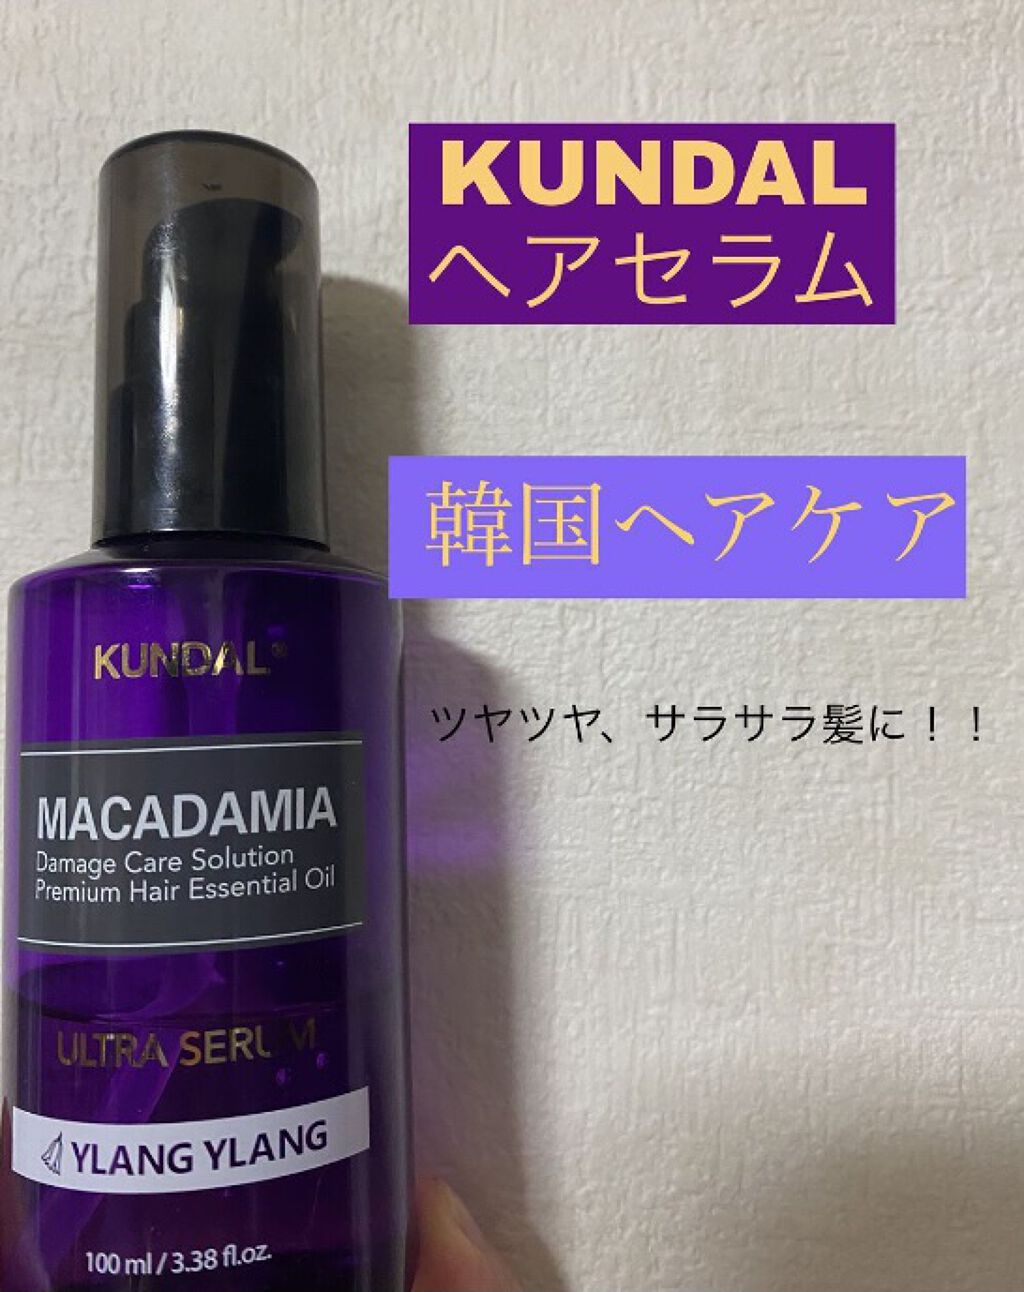 KUNDAL
ヘアセラム
韓国ヘアケア
ツヤツヤ、サラサラ髪に！！
KUNDAL®
MACADAMIA
Damage Care Solution
Premium Hair Essential Oil
ULTRA SERUM
YLANG YLANG
100 ml / 3.38 fl.oz.